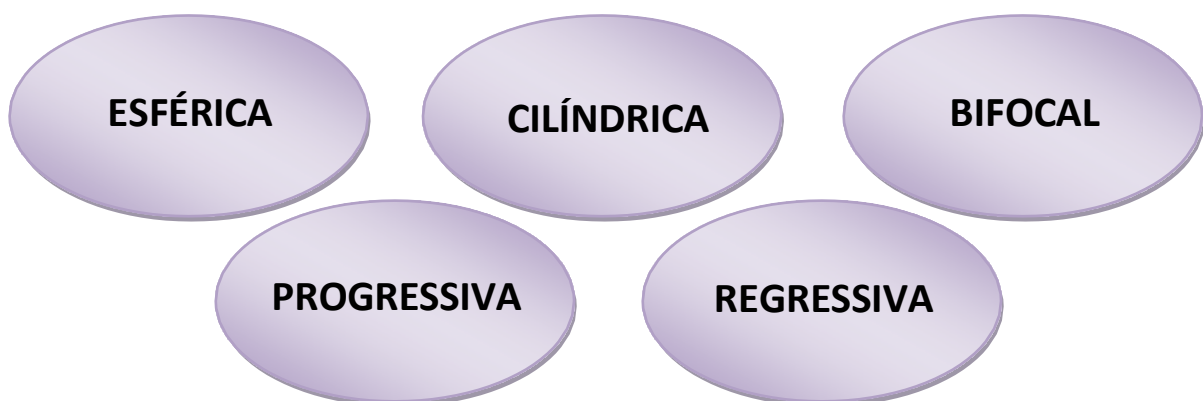 ESFÉRICA
CILÍNDRICA
BIFOCAL
PROGRESSIVA
REGRESSIVA